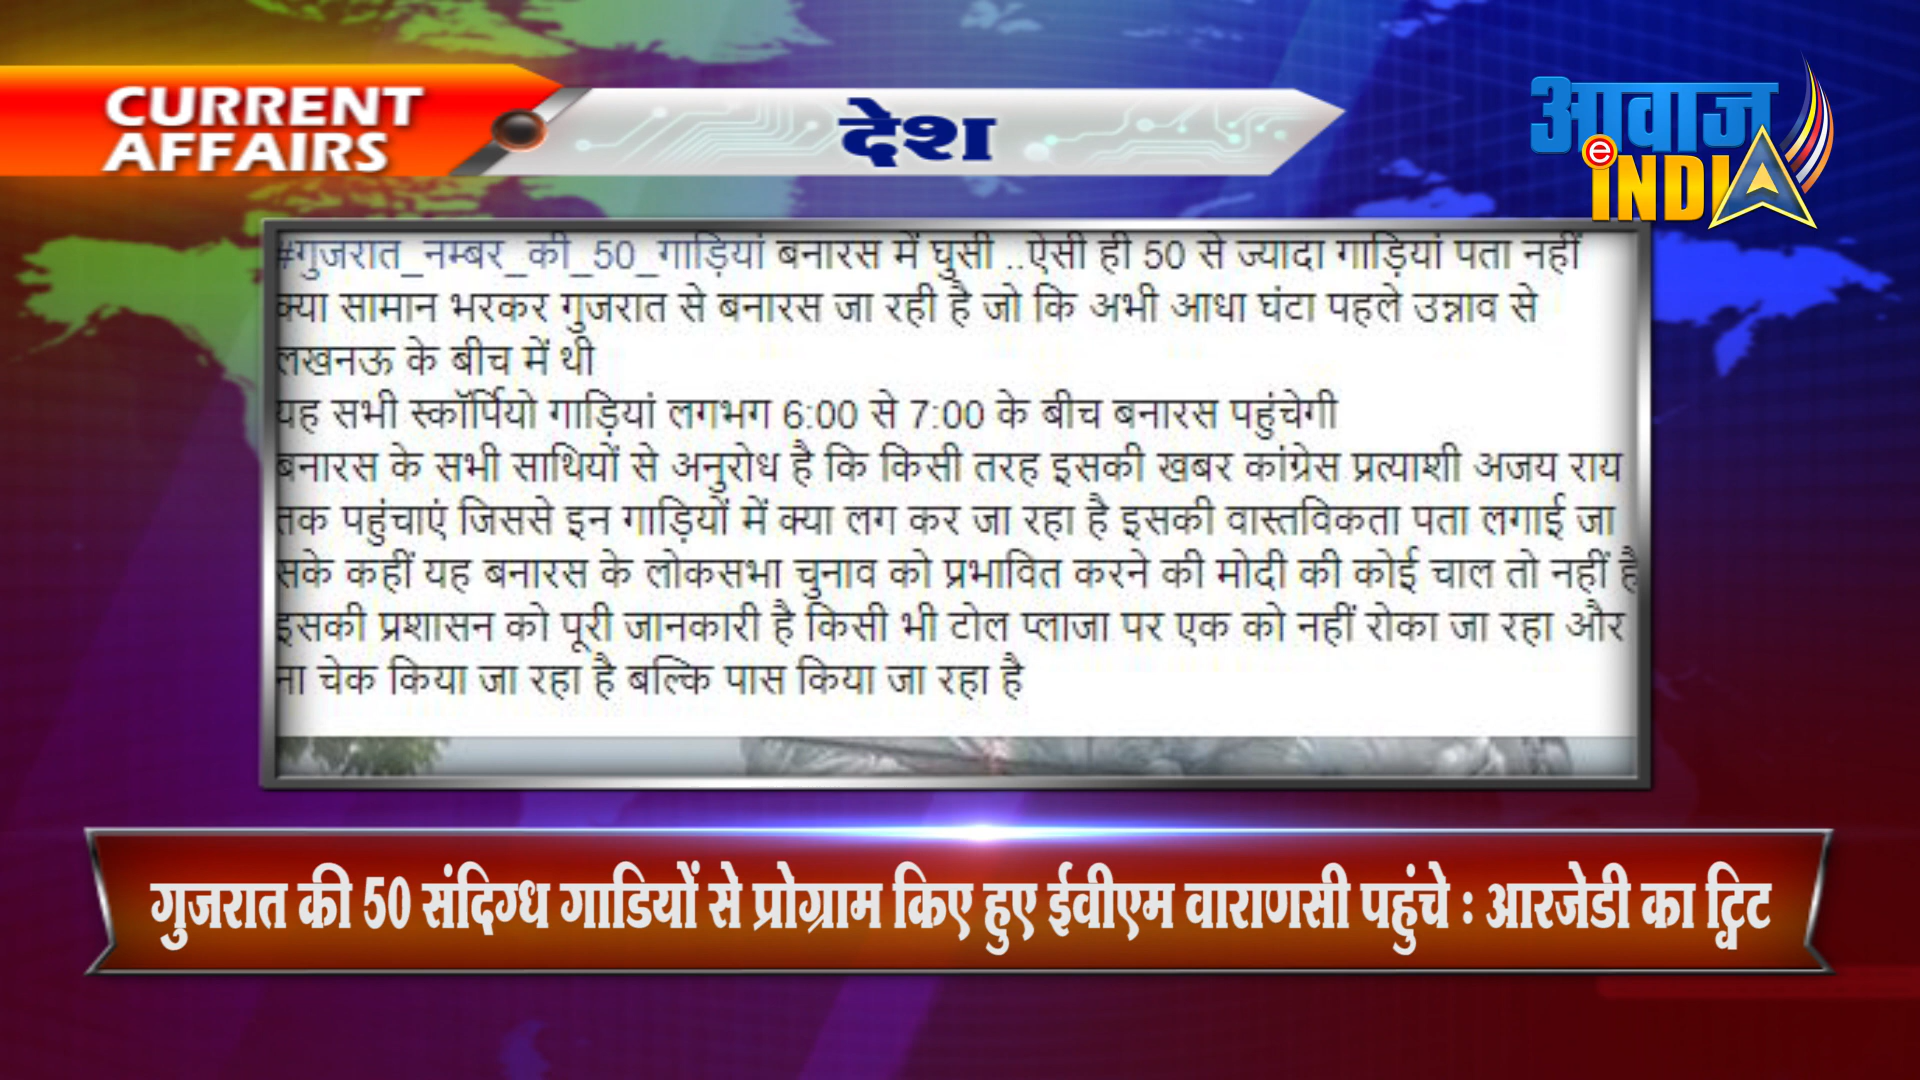 CURRENT
AFFAIRS
देश
आवाज
e INDIA
#गुजरात_नम्बर_की_50_गाड़ियां बनारस में घुसी ..ऐसी ही 50 से ज्यादा गाड़ियां पता नहीं
क्या सामान भरकर गुजरात से बनारस जा रही है जो कि अभी आधा घंटा पहले उन्नाव से
लखनऊ के बीच में थी
यह सभी स्कॉर्पियो गाड़ियां लगभग 6:00 से 7:00 के बीच बनारस पहुंचेगी
बनारस के सभी साथियों से अनुरोध है कि किसी तरह इसकी खबर कांग्रेस प्रत्याशी अजय राय
तक पहुंचाएं जिससे इन गाड़ियों में क्या लग कर जा रहा है इसकी वास्तविकता पता लगाई जा
सके कहीं यह बनारस के लोकसभा चुनाव को प्रभावित करने की मोदी की कोई चाल तो नहीं है
इसकी प्रशासन को पूरी जानकारी है किसी भी टोल प्लाजा पर एक को नहीं रोका जा रहा और
ना चेक किया जा रहा है बल्कि पास किया जा रहा है
गुजरात की 50 संदिग्ध गाडियों से प्रोग्राम किए हुए ईवीएम वाराणसी पहुंचे : आरजेडी का ट्विट